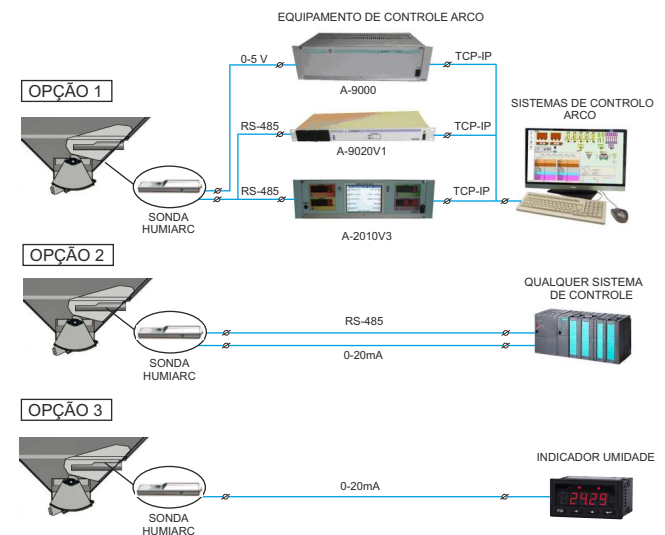 EQUIPAMENTO DE CONTROLE ARCO
0-5 V
TCP-IP
A-9000
OPÇÃO 1
SISTEMAS DE CONTROLO
ARCO
RS-485
TCP-IP
A-9020V1
RS-485
TCP-IP
SONDA
HUMIARC
A-2010V3
OPÇÃO 2
QUALQUER SISTEMA
DE CONTROLE
RS-485
0-20mA
SONDA
HUMIARC
OPÇÃO 3
INDICADOR UMIDADE
0-20mA
24.29
SONDA
HUMIARC